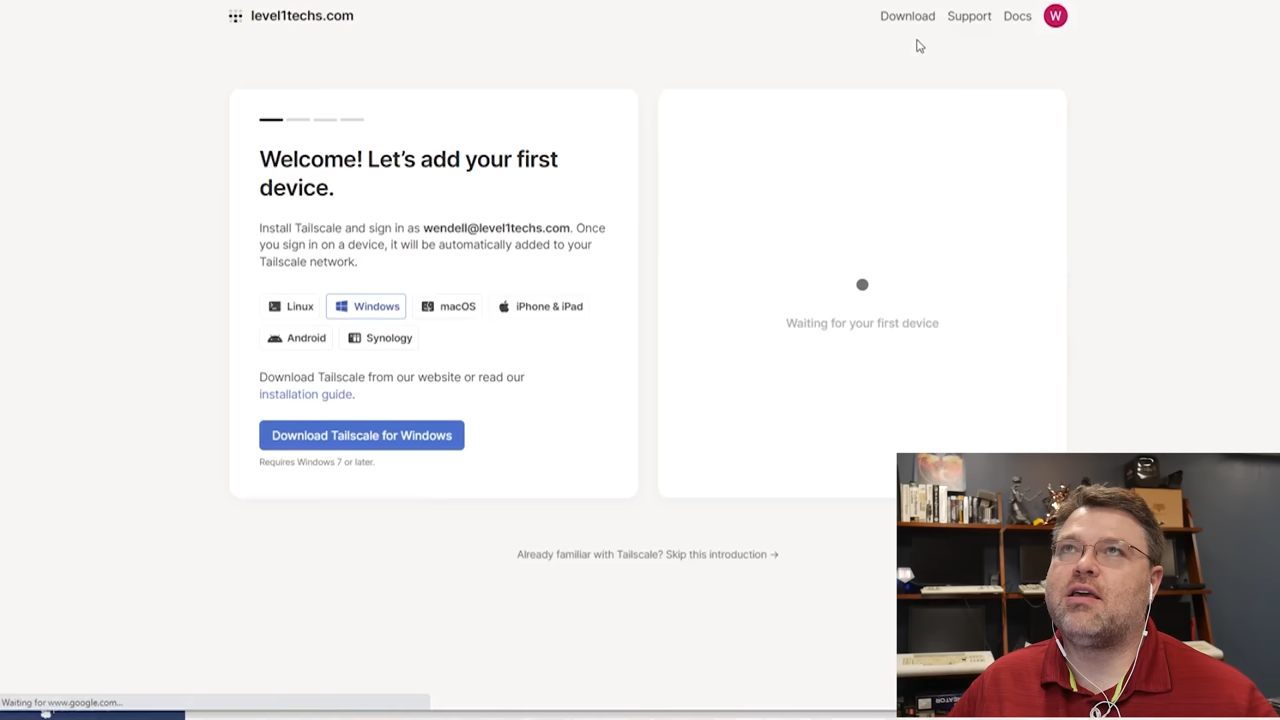 level1techs.com
Download Support Docs W
Welcome! Let's add your first
device.
Install Tailscale and sign in as wendell@level1techs.com. Once
you sign in on a device, it will be automatically added to your
Tailscale network.
Linux Windows macOS iPhone & iPad
Android Synology
Download Tailscale from our website or read our
installation guide.
Download Tailscale for Windows
Requires Windows 7 or later.
Waiting for your first device
Already familiar with Tailscale? Skip this introduction →
Waiting for www.google.com...